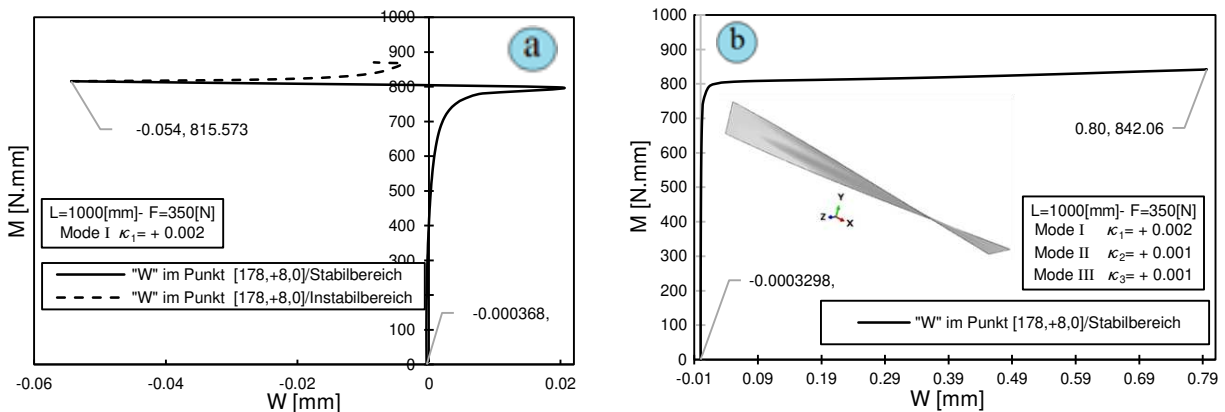 1000
900
800
700
600
500
400
300
200
100
0
M [N.mm]
a
-0.054, 815.573
L=1000[mm]- F=350[N]
Mode I κ₁= + 0.002
"W" im Punkt [178,+8,0]/Stabilbereich
"W" im Punkt [178,+8,0]/Instabilbereich
-0.000368,
-0.06 -0.04 -0.02 0 0.02
W [mm]
1000
900
800
700
600
500
400
300
200
100
0
M [N.mm]
b
0.80, 842.06
Y
Z
X
L=1000[mm]- F=350[N]
Mode I κ₁= + 0.002
Mode II κ₂= + 0.001
Mode III κ₃= + 0.001
-0.0003298,
"W" im Punkt [178,+8,0]/Stabilbereich
-0.01 0.09 0.19 0.29 0.39 0.49 0.59 0.69 0.79
W [mm]